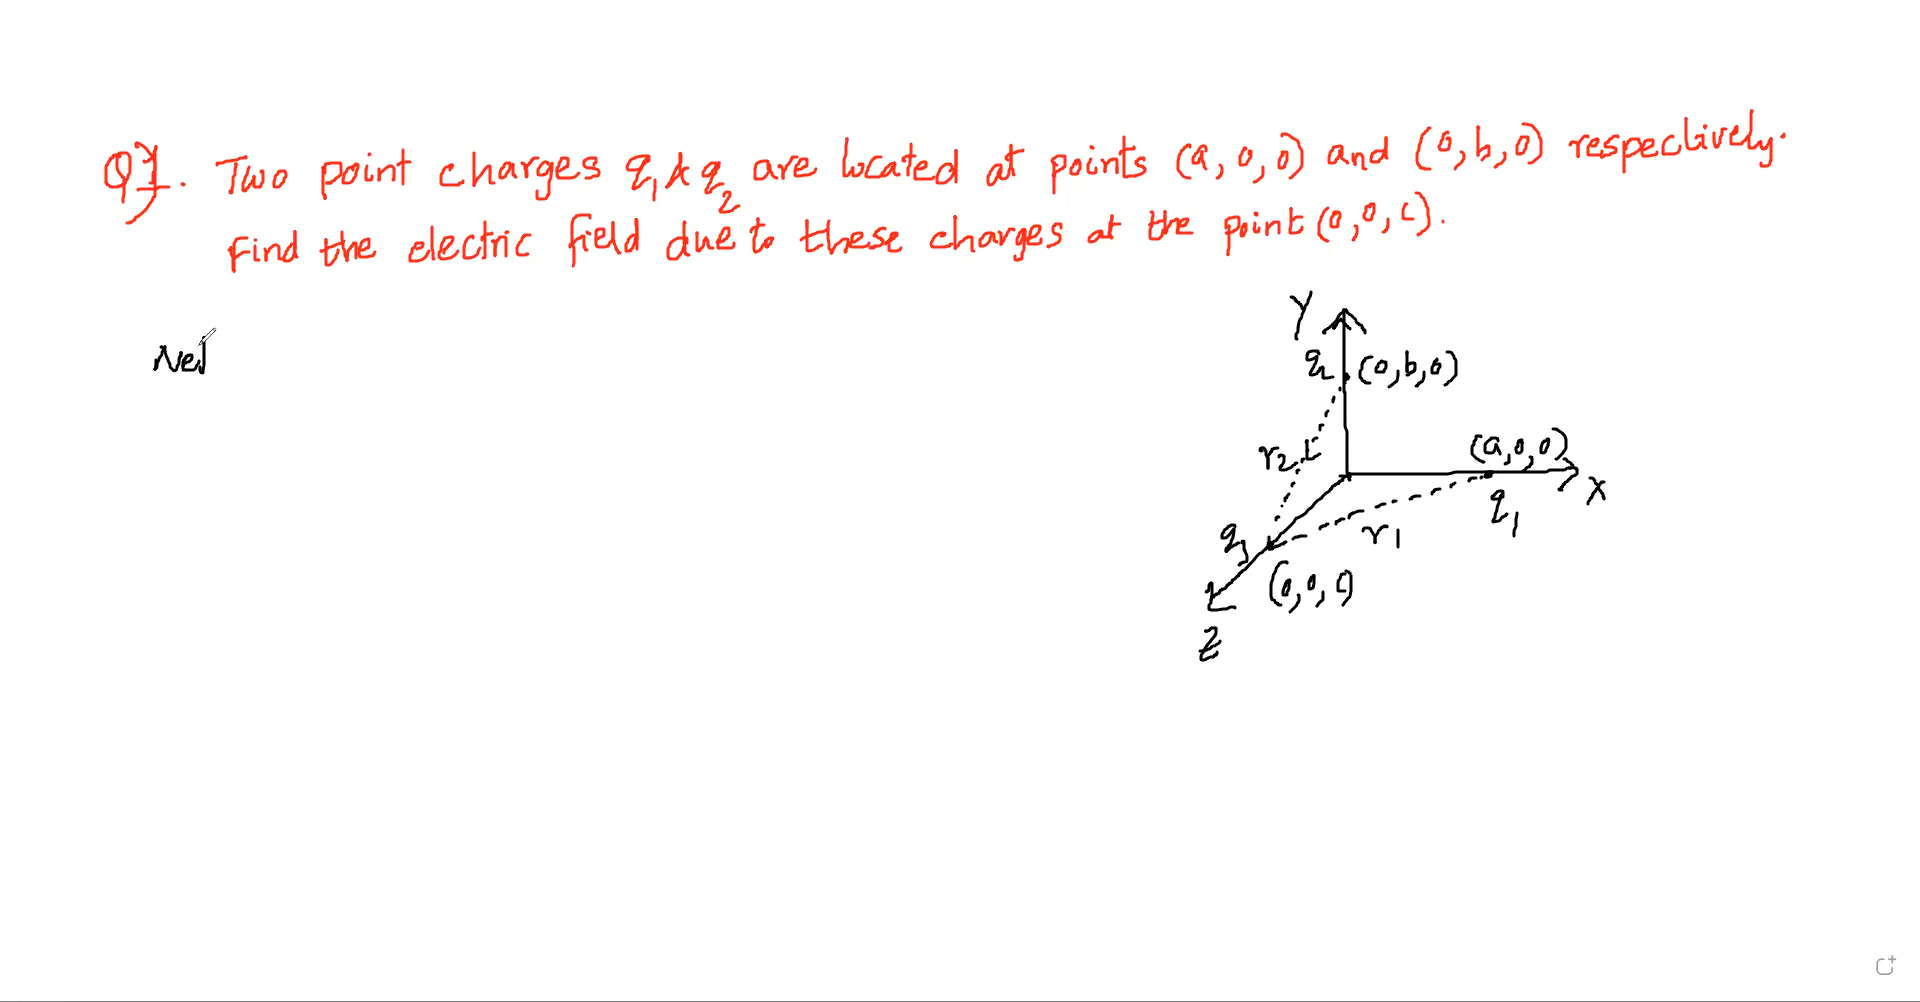 Q1. Two point charges q1 & q2 are located at points (a, 0, 0) and (0, b, 0) respectively.
Find the electric field due to these charges at the point (0, 0, c).
Net
Y
q2 (0, b, 0)
(a, 0, 0)
r2
X
q1
r1
(0, 0, c)
Z